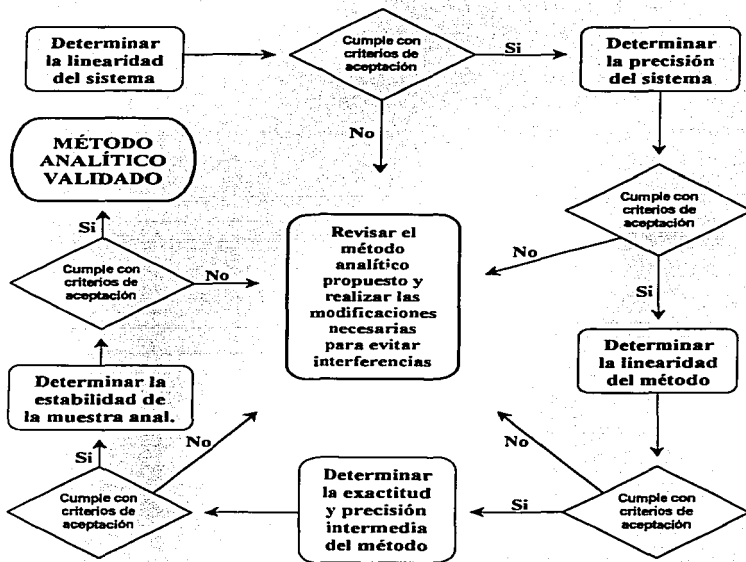 Determinar
la linearidad
del sistema
Cumple con
criterios de
aceptación
Si
Determinar
la precisión
del sistema
No
Cumple con
criterios de
aceptación
No
Si
Determinar
la linearidad
del método
Cumple con
criterios de
aceptación
No
Si
Determinar
la exactitud
y precisión
intermedia
del método
Cumple con
criterios de
aceptación
No
Si
Determinar la
estabilidad de
la muestra anal.
Cumple con
criterios de
aceptación
No
Si
MÉTODO
ANALÍTICO
VALIDADO
Revisar el
método
analítico
propuesto y
realizar las
modificaciones
necesarias
para evitar
interferencias